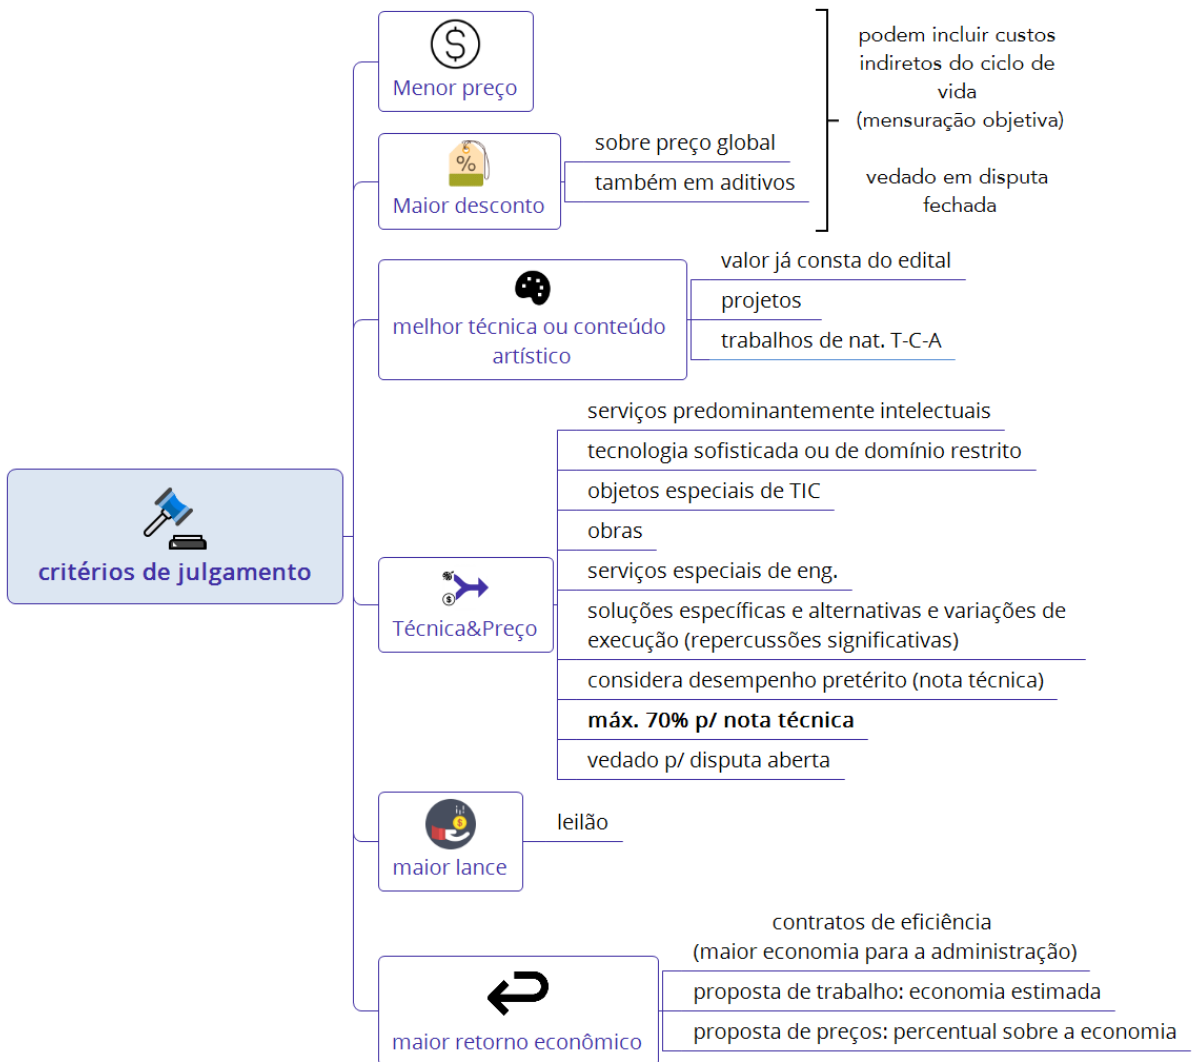 critérios de julgamento
Menor preço
Maior desconto
sobre preço global
também em aditivos
podem incluir custos
indiretos do ciclo de
vida
(mensuração objetiva)
vedado em disputa
fechada
melhor técnica ou conteúdo
artístico
valor já consta do edital
projetos
trabalhos de nat. T-C-A
Técnica&Preço
serviços predominantemente intelectuais
tecnologia sofisticada ou de domínio restrito
objetos especiais de TIC
obras
serviços especiais de eng.
soluções específicas e alternativas e variações de
execução (repercussões significativas)
considera desempenho pretérito (nota técnica)
máx. 70% p/ nota técnica
vedado p/ disputa aberta
maior lance
leilão
maior retorno econômico
contratos de eficiência
(maior economia para a administração)
proposta de trabalho: economia estimada
proposta de preços: percentual sobre a economia